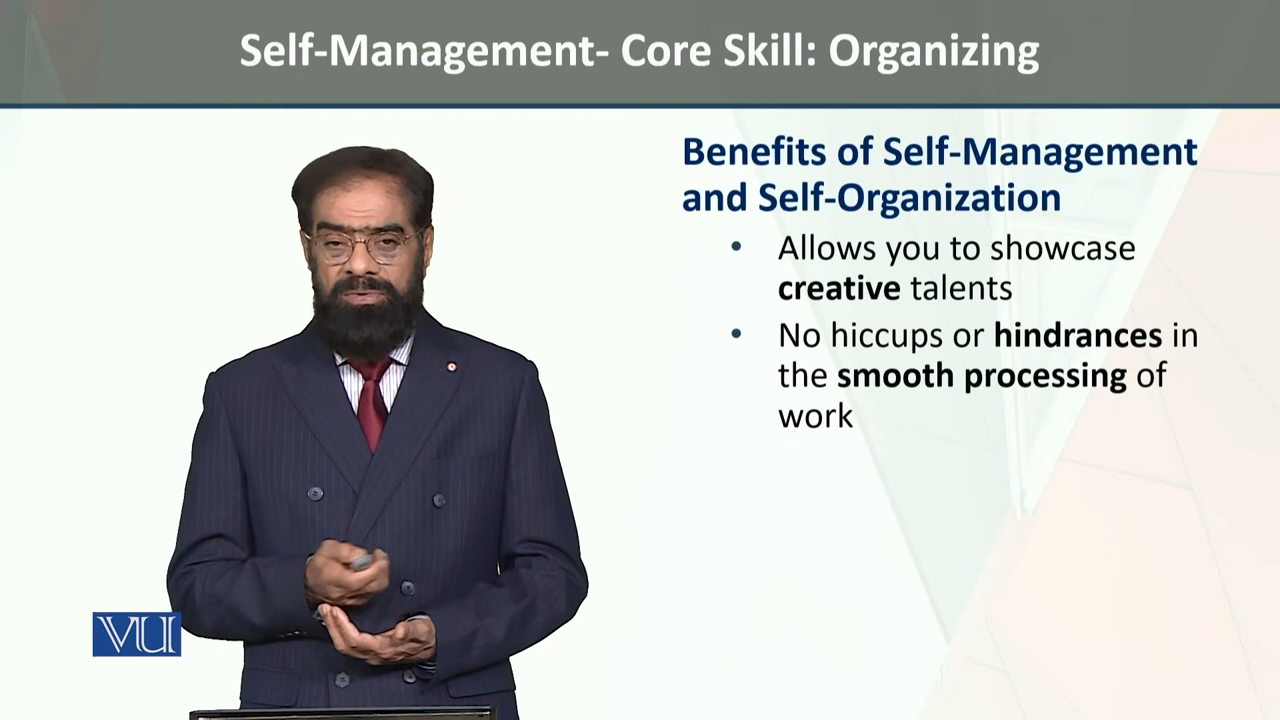 Self-Management- Core Skill: Organizing
Benefits of Self-Management
and Self-Organization
• Allows you to showcase
creative talents
• No hiccups or hindrances in
the smooth processing of
work
VU